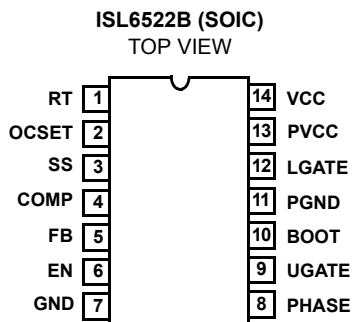 ISL6522B (SOIC)
TOP VIEW
RT 1 14 VCC
OCSET 2 13 PVCC
SS 3 12 LGATE
COMP 4 11 PGND
FB 5 10 BOOT
EN 6 9 UGATE
GND 7 8 PHASE